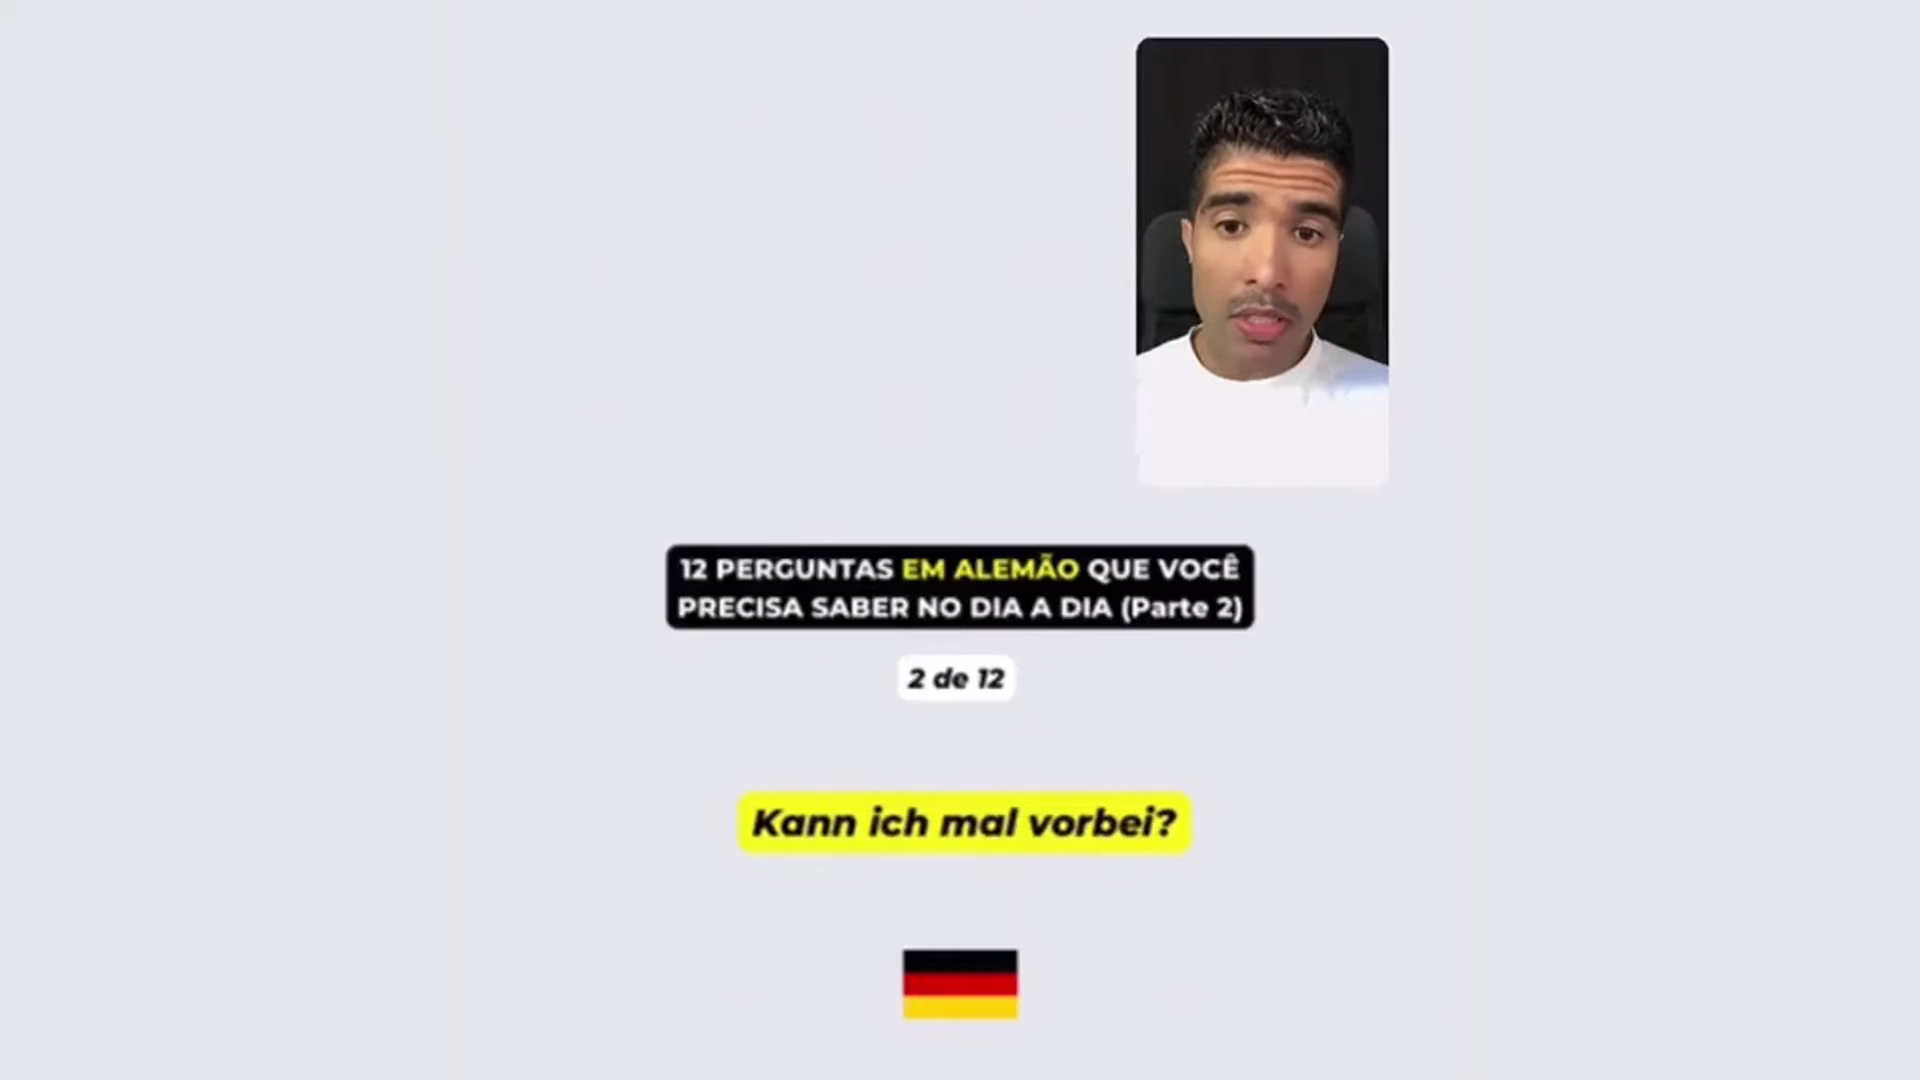 12 PERGUNTAS EM ALEMÃO QUE VOCÊ
PRECISA SABER NO DIA A DIA (Parte 2)
2 de 12
Kann ich mal vorbei?